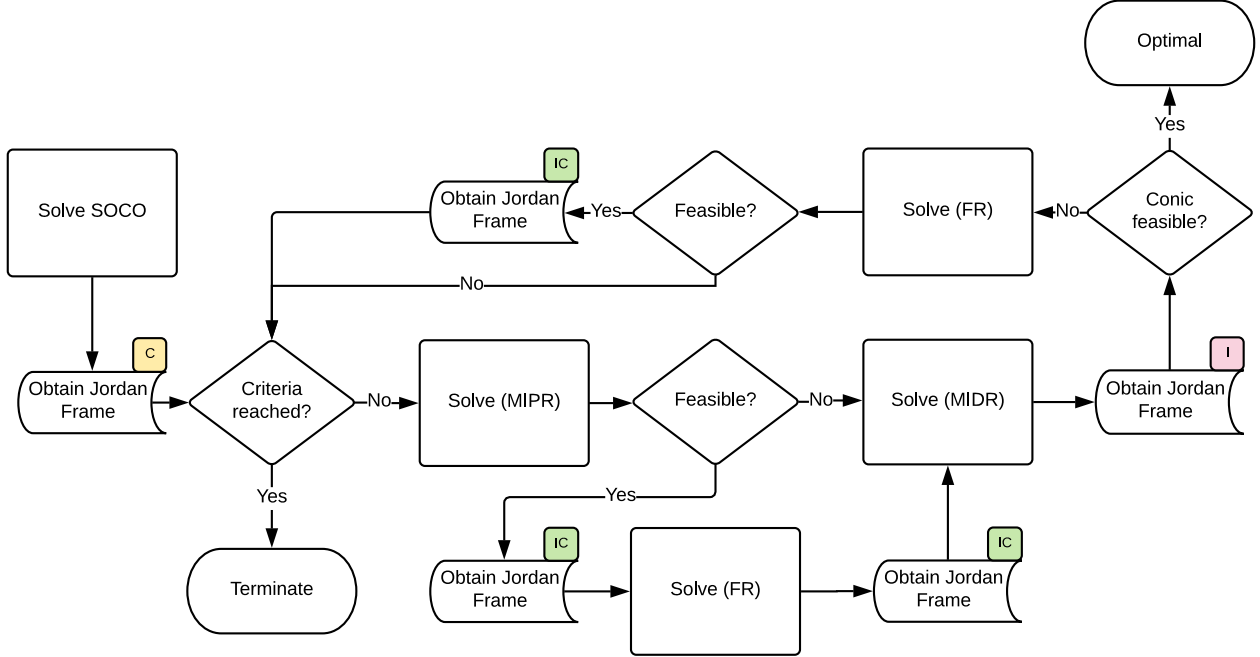 Optimal
Yes
Solve SOCO
IC
Obtain Jordan
Frame
Yes
Feasible?
Solve (FR)
No
Conic
feasible?
No
C
Obtain Jordan
Frame
Criteria
reached?
No
Solve (MIPR)
Feasible?
No
Solve (MIDR)
I
Obtain Jordan
Frame
Yes
Yes
IC
Obtain Jordan
Frame
Solve (FR)
IC
Obtain Jordan
Frame
Terminate